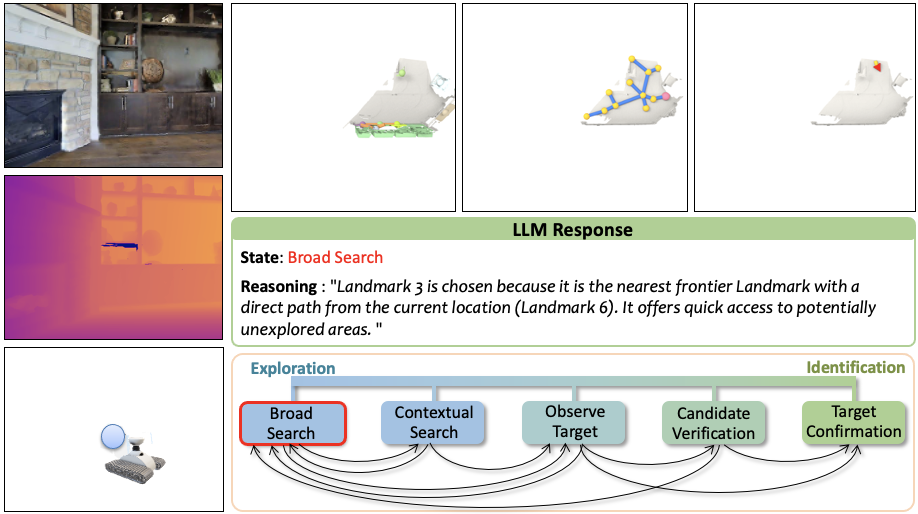 LLM Response
State: Broad Search
Reasoning : "Landmark 3 is chosen because it is the nearest frontier Landmark with a
direct path from the current location (Landmark 6). It offers quick access to potentially
unexplored areas. "
Exploration
Identification
Broad
Search
Contextual
Search
Observe
Target
Candidate
Verification
Target
Confirmation